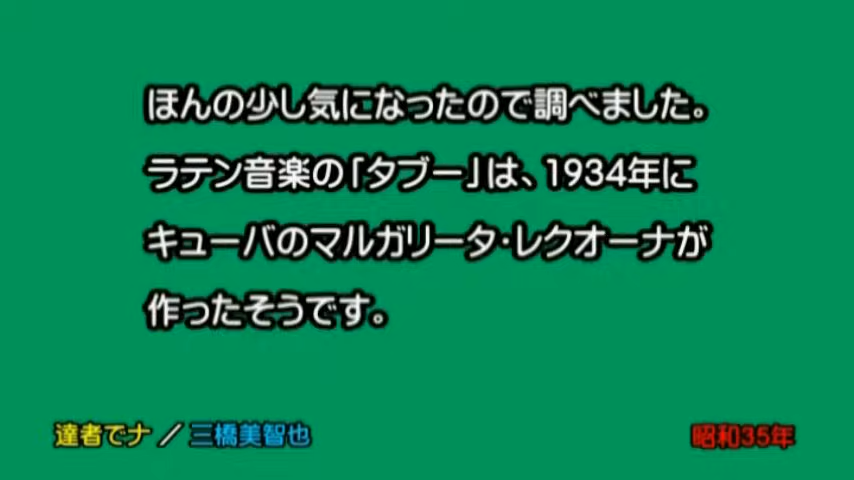 ほんの少し気になったので調べました。
ラテン音楽の「タブー」は、1934年に
キューバのマルガリータ・レクオーナが
作ったそうです。
達者でナ / 三橋美智也
昭和35年